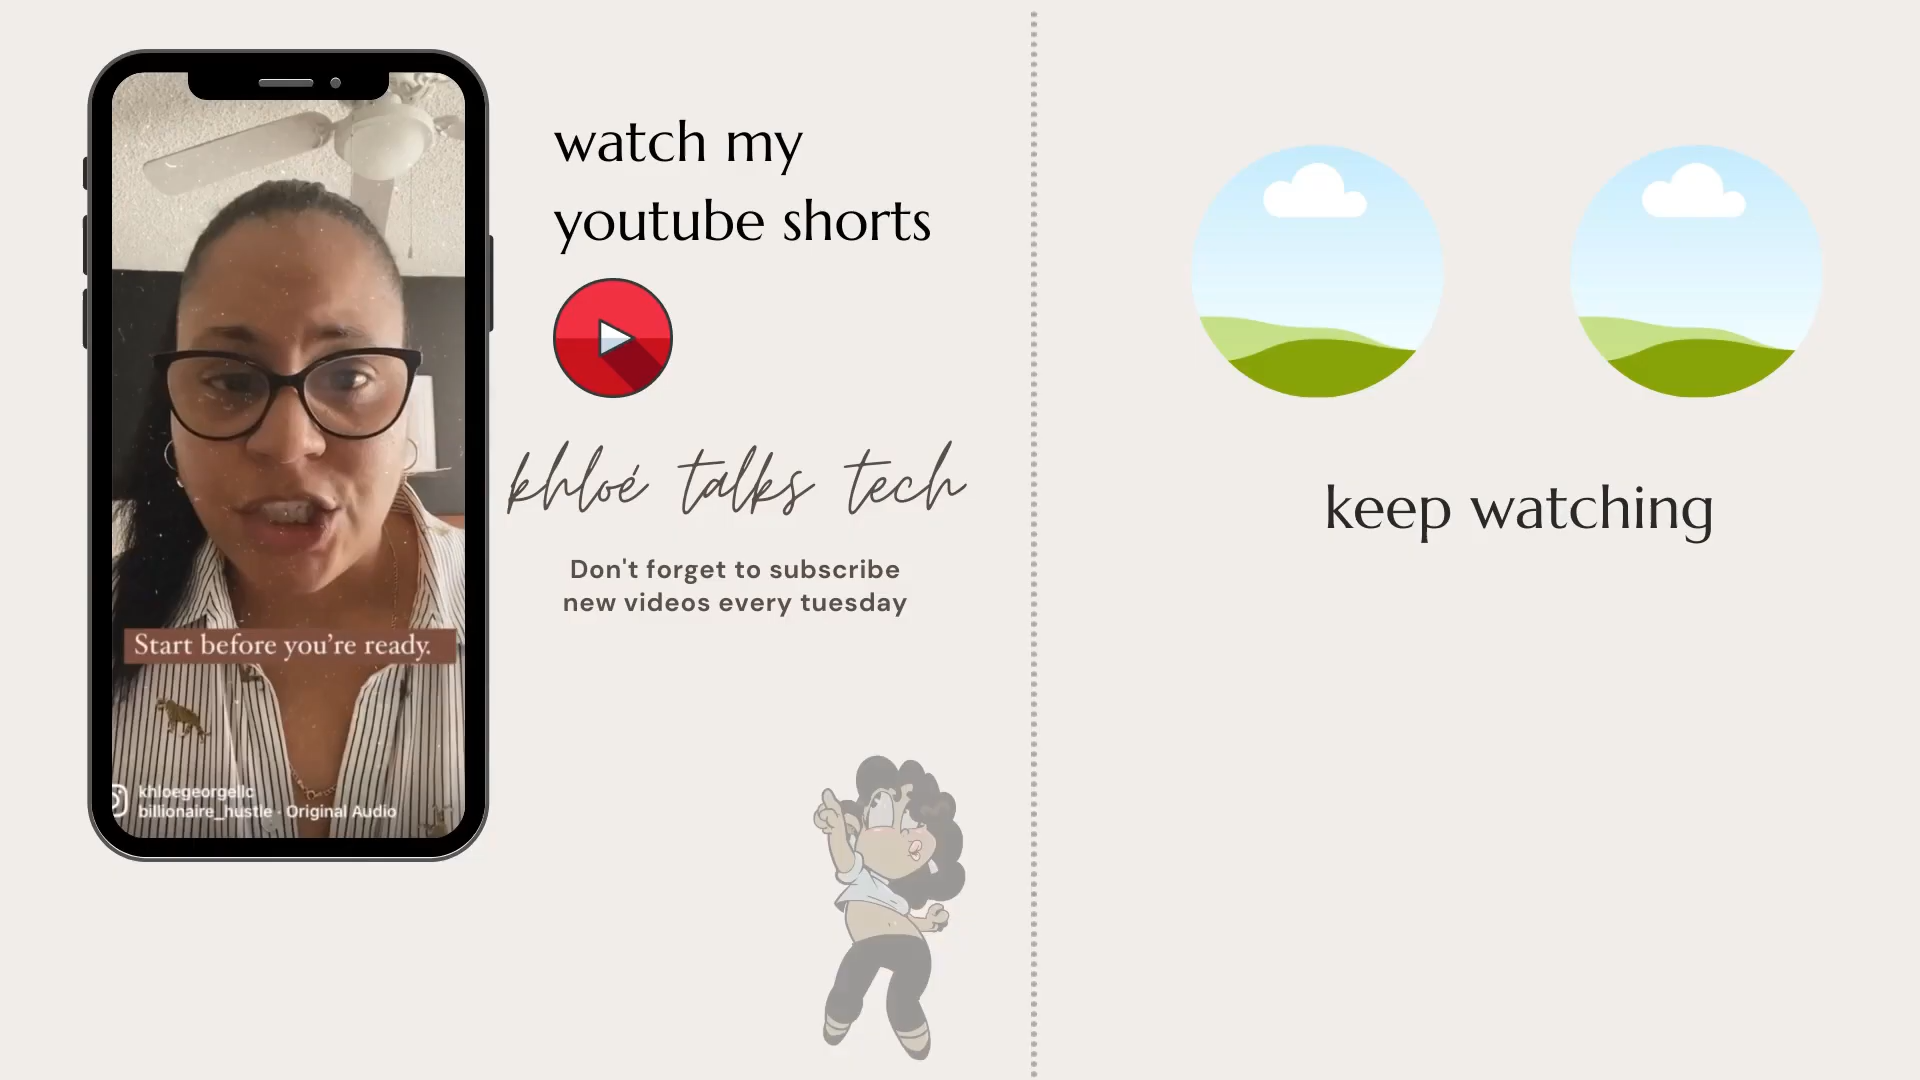 watch my
youtube shorts
khloé talks tech
Don't forget to subscribe
new videos every tuesday
Start before you're ready.
khloegeorgellc
billionaire_hustle · Original Audio
keep watching